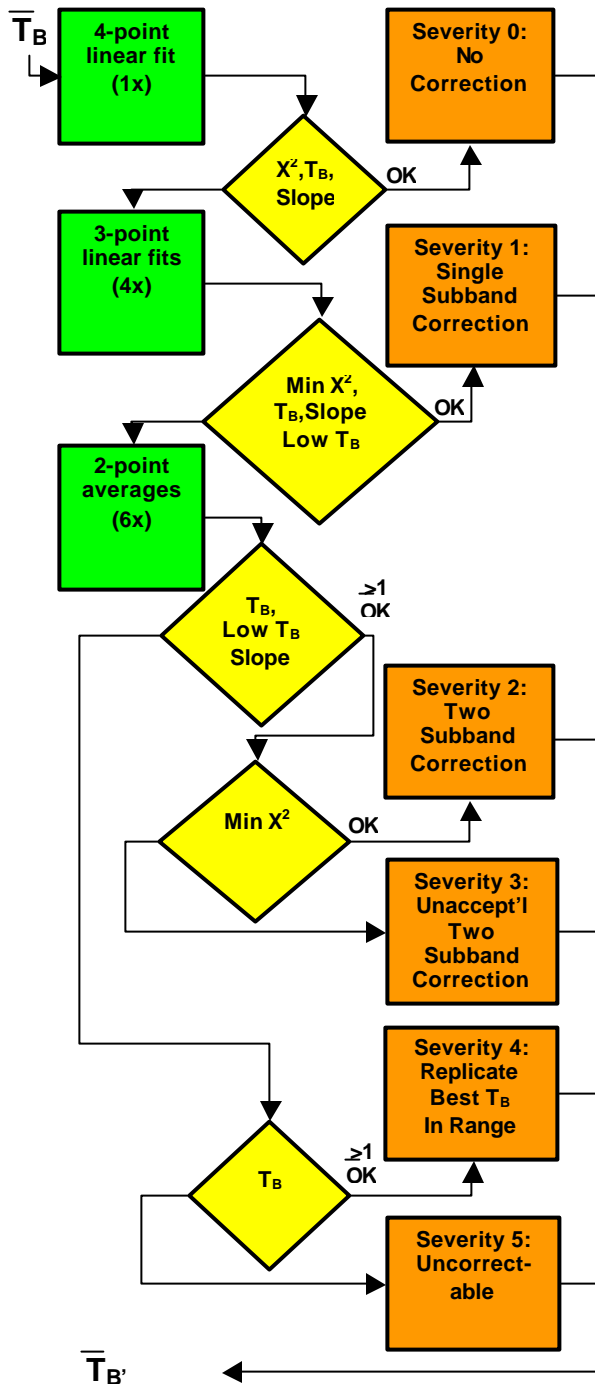 T̅B
4-point
linear fit
(1x)
Severity 0:
No
Correction
X²,TB,
Slope
OK
3-point
linear fits
(4x)
Severity 1:
Single
Subband
Correction
Min X²,
TB,Slope
Low TB
OK
2-point
averages
(6x)
TB,
Low TB
Slope
≥1
OK
Severity 2:
Two
Subband
Correction
Min X²
OK
Severity 3:
Unaccept'l
Two
Subband
Correction
Severity 4:
Replicate
Best TB
In Range
TB
≥1
OK
Severity 5:
Uncorrect-
able
T̅B'